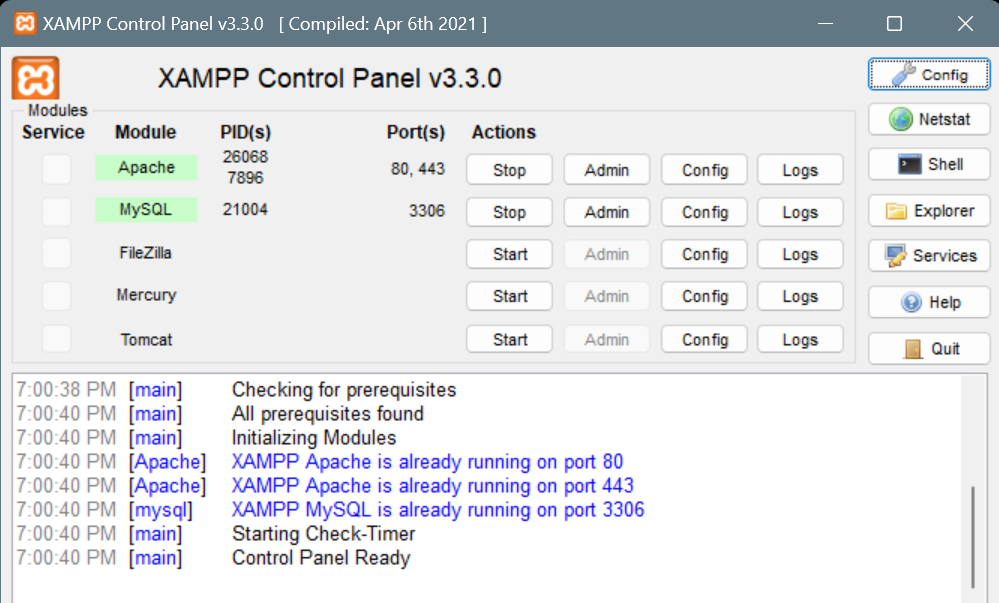 XAMPP Control Panel v3.3.0 [ Compiled: Apr 6th 2021 ]
XAMPP Control Panel v3.3.0
Config
Modules
Service Module PID(s) Port(s) Actions
Netstat
Apache 26068 7896 80, 443 Stop Admin Config Logs
Shell
MySQL 21004 3306 Stop Admin Config Logs
Explorer
FileZilla Start Admin Config Logs
Services
Mercury Start Admin Config Logs
Help
Tomcat Start Admin Config Logs
Quit
7:00:38 PM [main] Checking for prerequisites
7:00:40 PM [main] All prerequisites found
7:00:40 PM [main] Initializing Modules
7:00:40 PM [Apache] XAMPP Apache is already running on port 80
7:00:40 PM [Apache] XAMPP Apache is already running on port 443
7:00:40 PM [mysql] XAMPP MySQL is already running on port 3306
7:00:40 PM [main] Starting Check-Timer
7:00:40 PM [main] Control Panel Ready